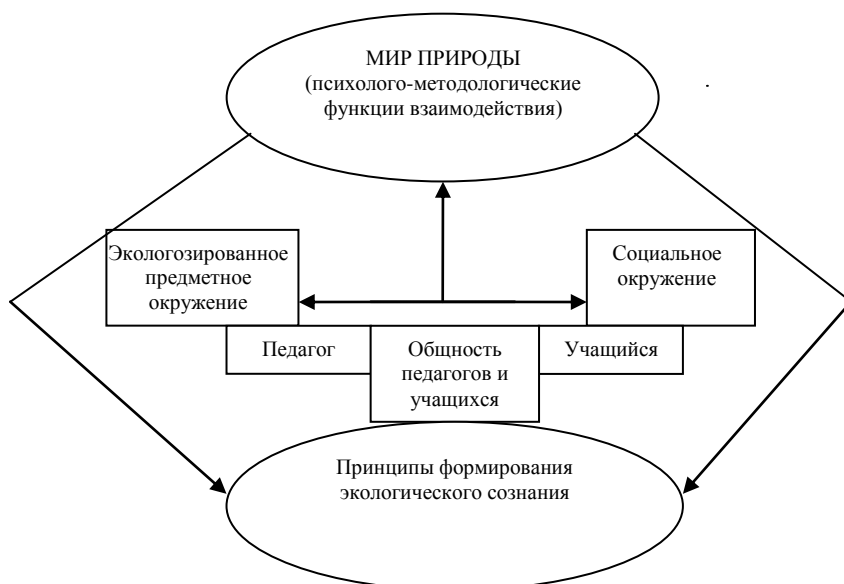 МИР ПРИРОДЫ
(психолого-методологические
функции взаимодействия)
Экологозированное
предметное
окружение
Социальное
окружение
Педагог
Общность
педагогов и
учащихся
Учащийся
Принципы формирования
экологического сознания